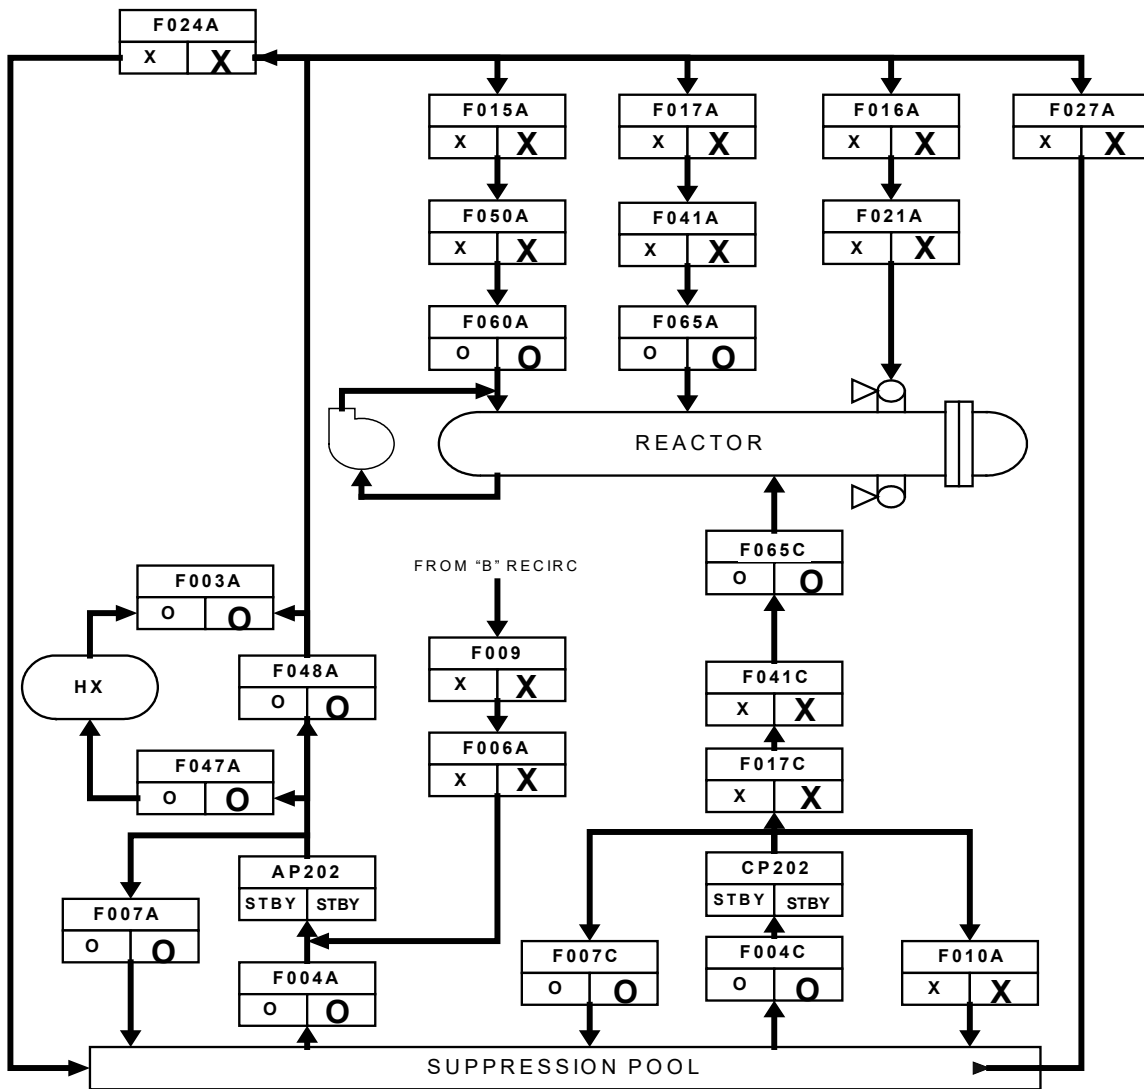 F024A
X X
F015A
X X
F017A
X X
F016A
X X
F027A
X X
F050A
X X
F041A
X X
F021A
X X
F060A
O O
F065A
O O
REACTOR
FROM "B" RECIRC
F065C
O O
F003A
O O
F009
X X
HX
F048A
O O
F041C
X X
F006A
X X
F047A
O O
F017C
X X
AP202
STBY STBY
CP202
STBY STBY
F007A
O O
F004A
O O
F007C
O O
F004C
O O
F010A
X X
SUPPRESSION POOL